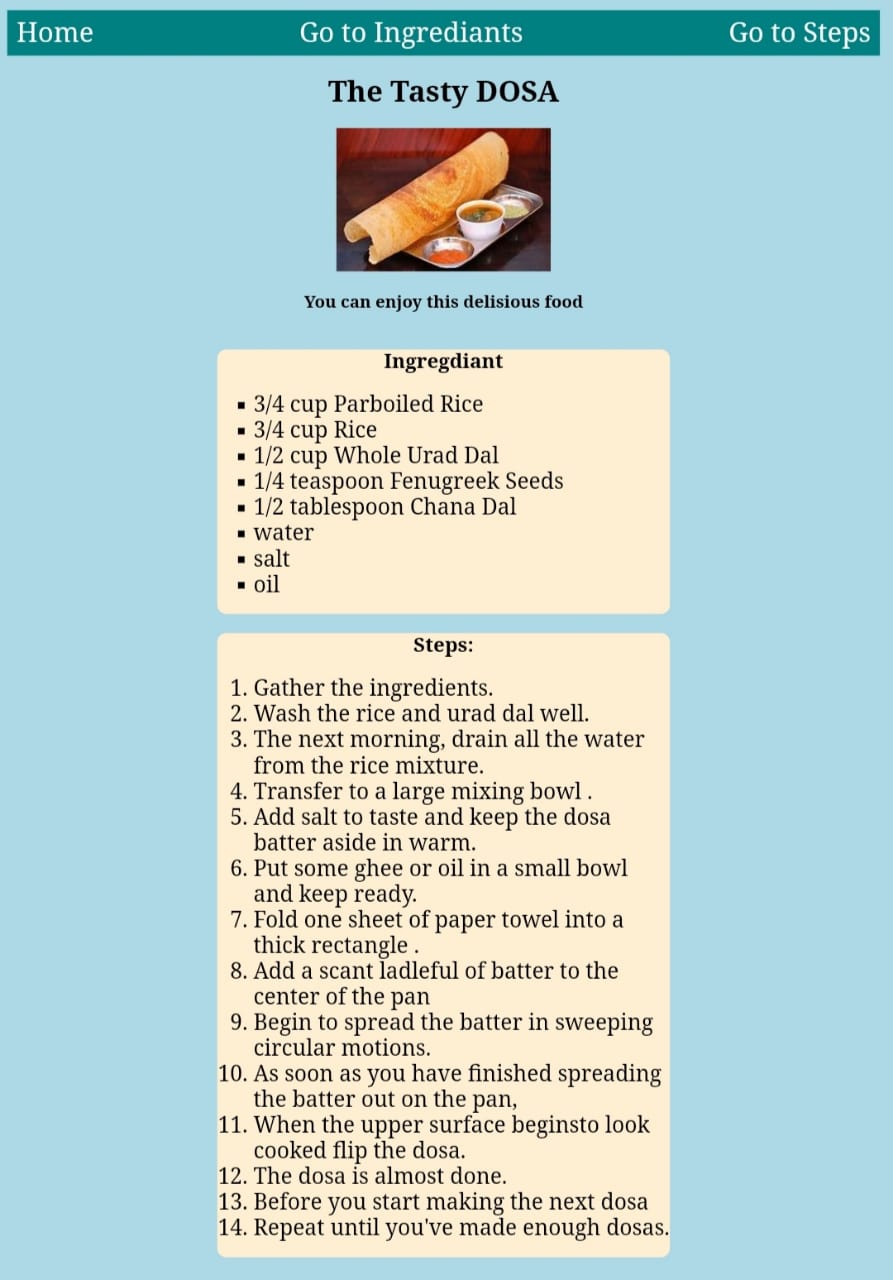 Home Go to Ingrediants Go to Steps
The Tasty DOSA
You can enjoy this delisious food
Ingregdiant
▪ 3/4 cup Parboiled Rice
▪ 3/4 cup Rice
▪ 1/2 cup Whole Urad Dal
▪ 1/4 teaspoon Fenugreek Seeds
▪ 1/2 tablespoon Chana Dal
▪ water
▪ salt
▪ oil
Steps:
1. Gather the ingredients.
2. Wash the rice and urad dal well.
3. The next morning, drain all the water
from the rice mixture.
4. Transfer to a large mixing bowl .
5. Add salt to taste and keep the dosa
batter aside in warm.
6. Put some ghee or oil in a small bowl
and keep ready.
7. Fold one sheet of paper towel into a
thick rectangle .
8. Add a scant ladleful of batter to the
center of the pan
9. Begin to spread the batter in sweeping
circular motions.
10. As soon as you have finished spreading
the batter out on the pan,
11. When the upper surface beginsto look
cooked flip the dosa.
12. The dosa is almost done.
13. Before you start making the next dosa
14. Repeat until you've made enough dosas.